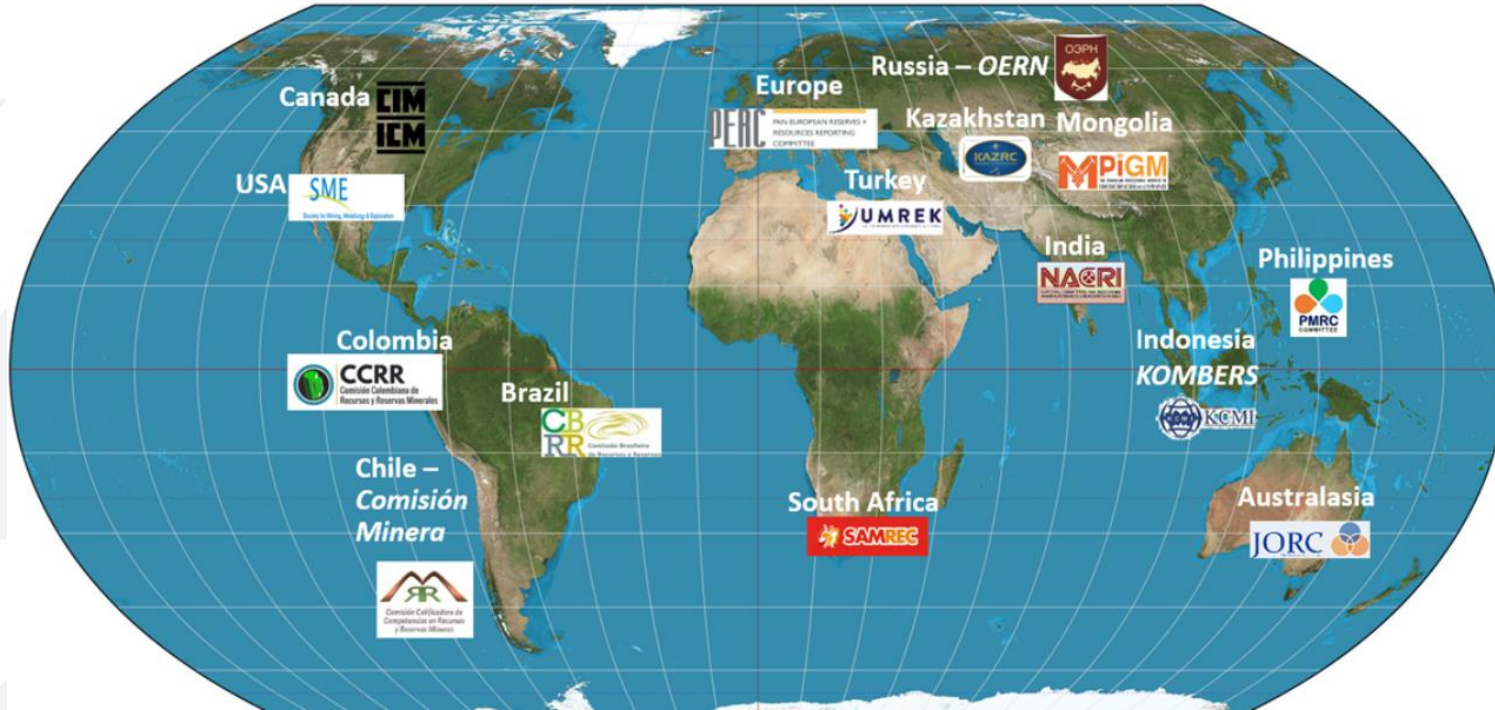 Canada
CIM
ICM
USA
SME
Society for Mining, Metallurgy & Exploration
Europe
PERC
PAN-EUROPEAN RESERVES +
RESOURCES REPORTING
COMMITTEE
Russia – OERN
ОЭРН
Kazakhstan
KAZRC
Mongolia
MPiGM
Turkey
UMREK
India
NACRI
Philippines
PMRC
COMMITTEE
Indonesia
KOMBERS
KCMI
Colombia
CCRR
Comisión Colombiana de
Recursos y Reservas Minerales
Brazil
CB
RR
Comissão Brasileira
de Recursos e Reservas
Chile –
Comisión
Minera
RR
Comisión Calificadora de
Competencias en Recursos
y Reservas Mineras
South Africa
SAMREC
Australasia
JORC